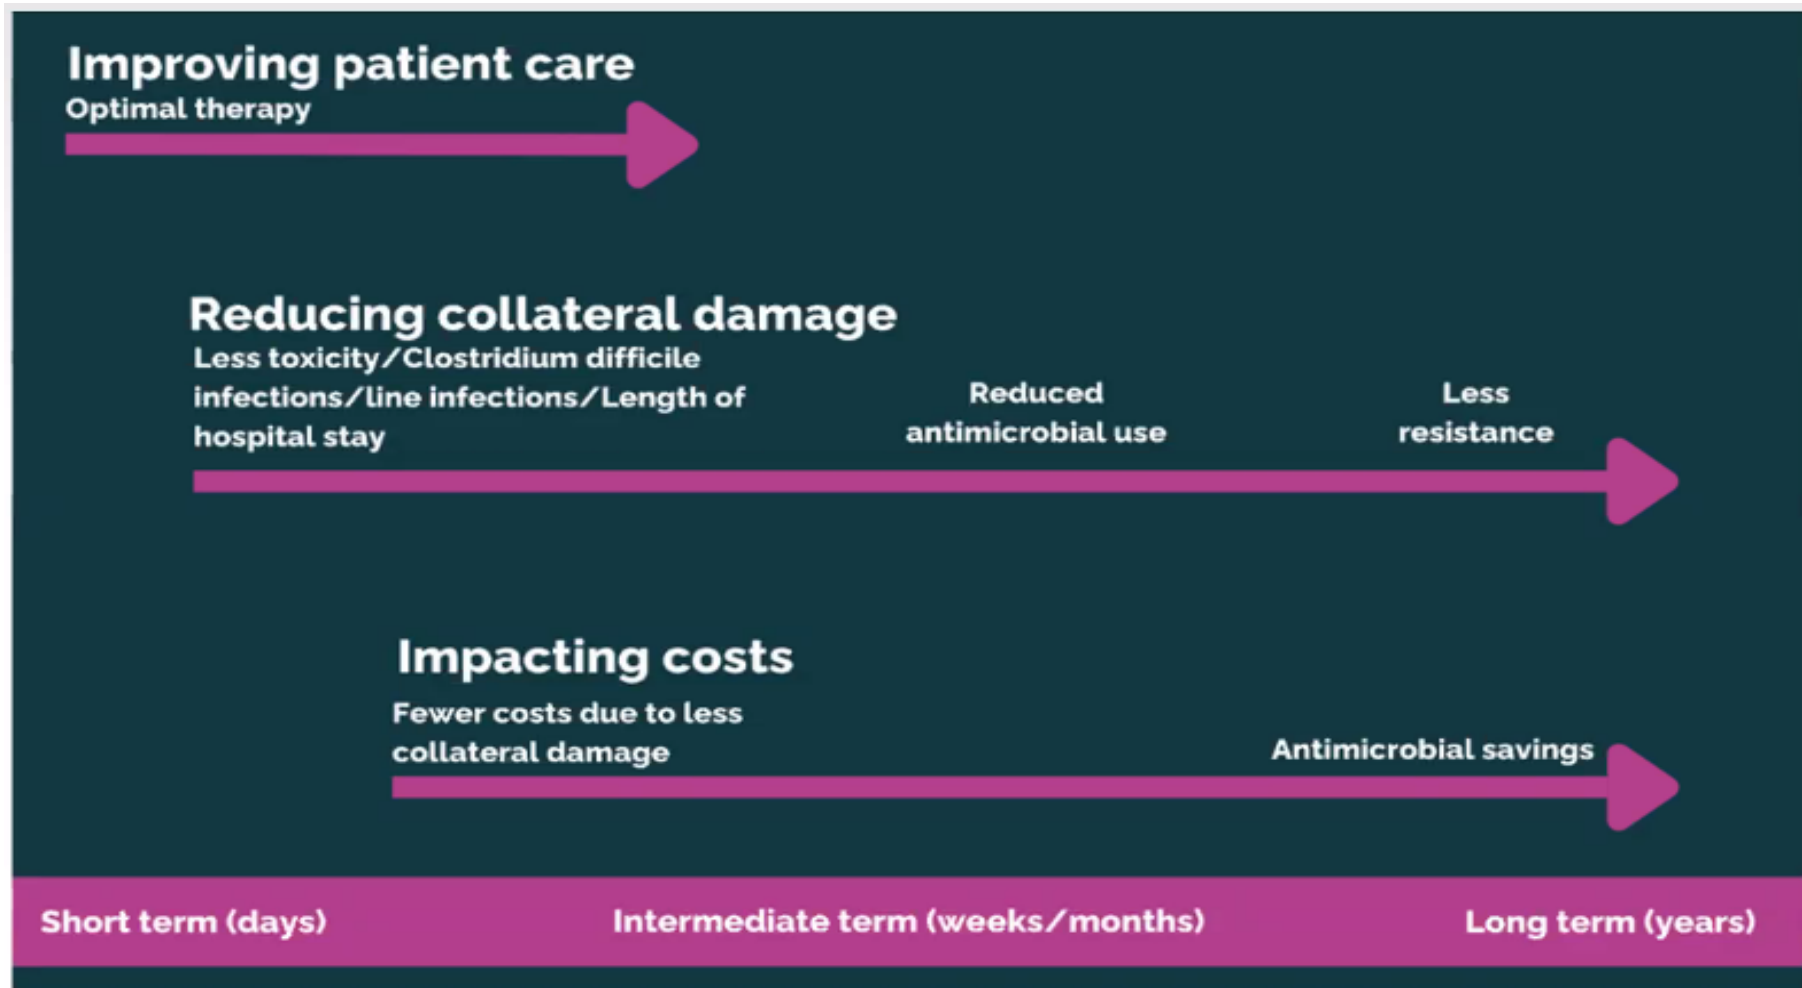 Improving patient care
Optimal therapy
Reducing collateral damage
Less toxicity/Clostridium difficile
infections/line infections/Length of
hospital stay
Reduced
antimicrobial use
Less
resistance
Impacting costs
Fewer costs due to less
collateral damage
Antimicrobial savings
Short term (days)
Intermediate term (weeks/months)
Long term (years)